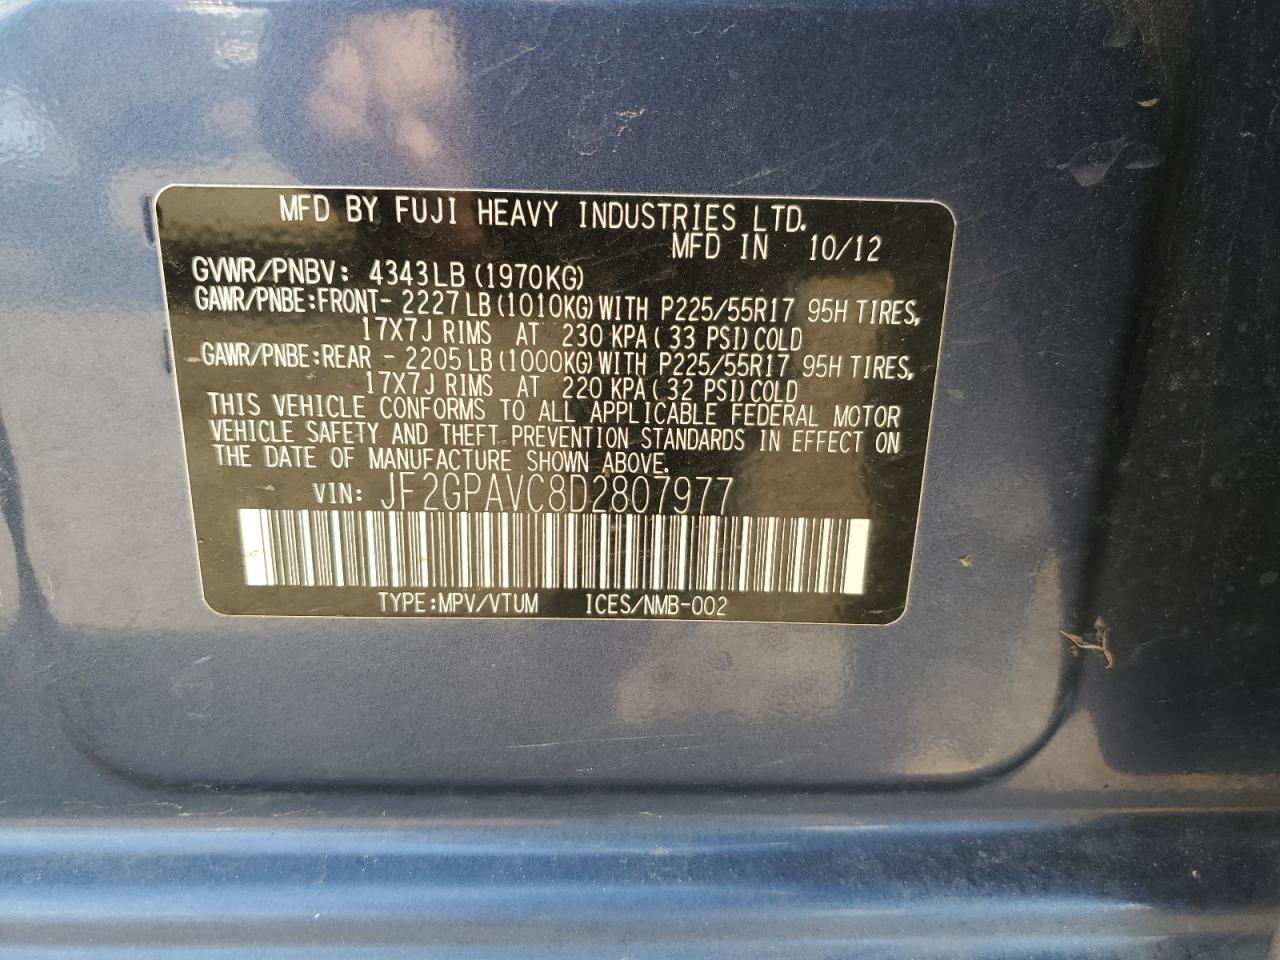 MFD BY FUJI HEAVY INDUSTRIES LTD.
MFD IN 10/12
GVWR/PNBV: 4343LB(1970KG)
GAWR/PNBE:FRONT- 2227LB(1010KG)WITH P225/55R17 95H TIRES,
17X7J RIMS AT 230 KPA(33 PSI)COLD
GAWR/PNBE:REAR - 2205LB(1000KG)WITH P225/55R17 95H TIRES,
17X7J RIMS AT 220 KPA(32 PSI)COLD
THIS VEHICLE CONFORMS TO ALL APPLICABLE FEDERAL MOTOR
VEHICLE SAFETY AND THEFT PREVENTION STANDARDS IN EFFECT ON
THE DATE OF MANUFACTURE SHOWN ABOVE.
VIN: JF2GPAVC8D2807977
TYPE:MPV/VTUM ICES/NMB-002